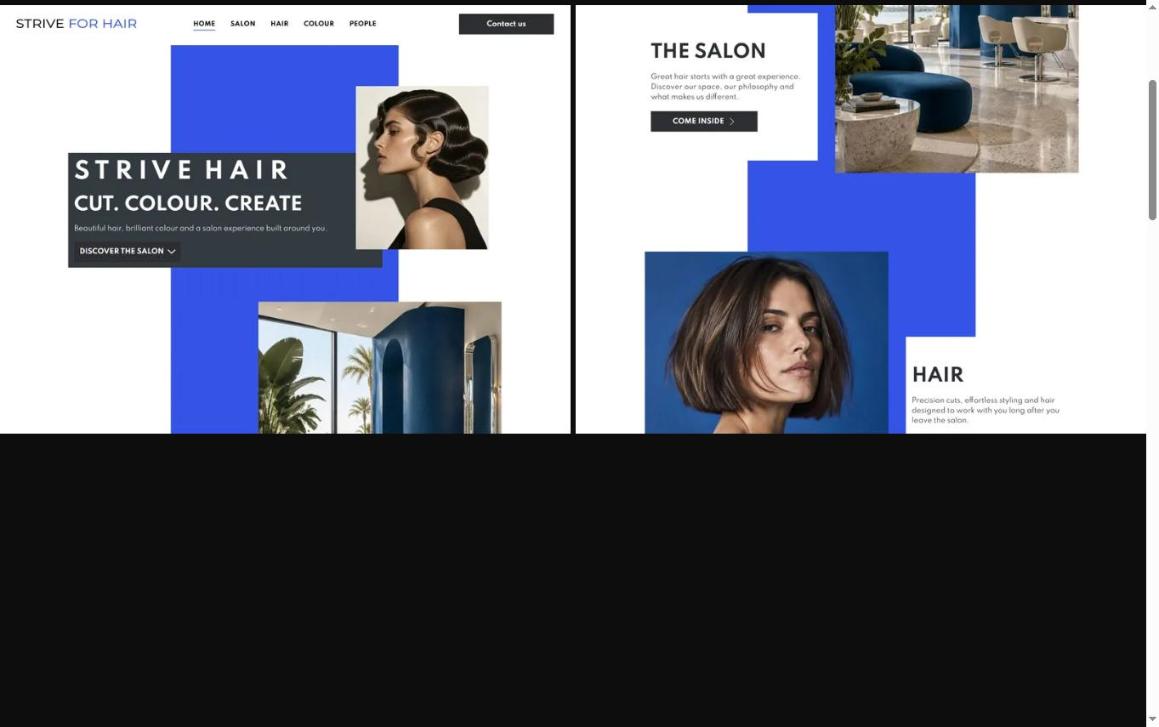 STRIVE FOR HAIR
HOME SALON HAIR COLOUR PEOPLE
Contact us
STRIVE HAIR
CUT. COLOUR. CREATE
Beautiful hair, brilliant colour and a salon experience built around you.
DISCOVER THE SALON
THE SALON
Great hair starts with a great experience.
Discover our space, our philosophy and
what makes us different.
COME INSIDE
HAIR
Precision cuts, effortless styling and hair
designed to work with you long after you
leave the salon.